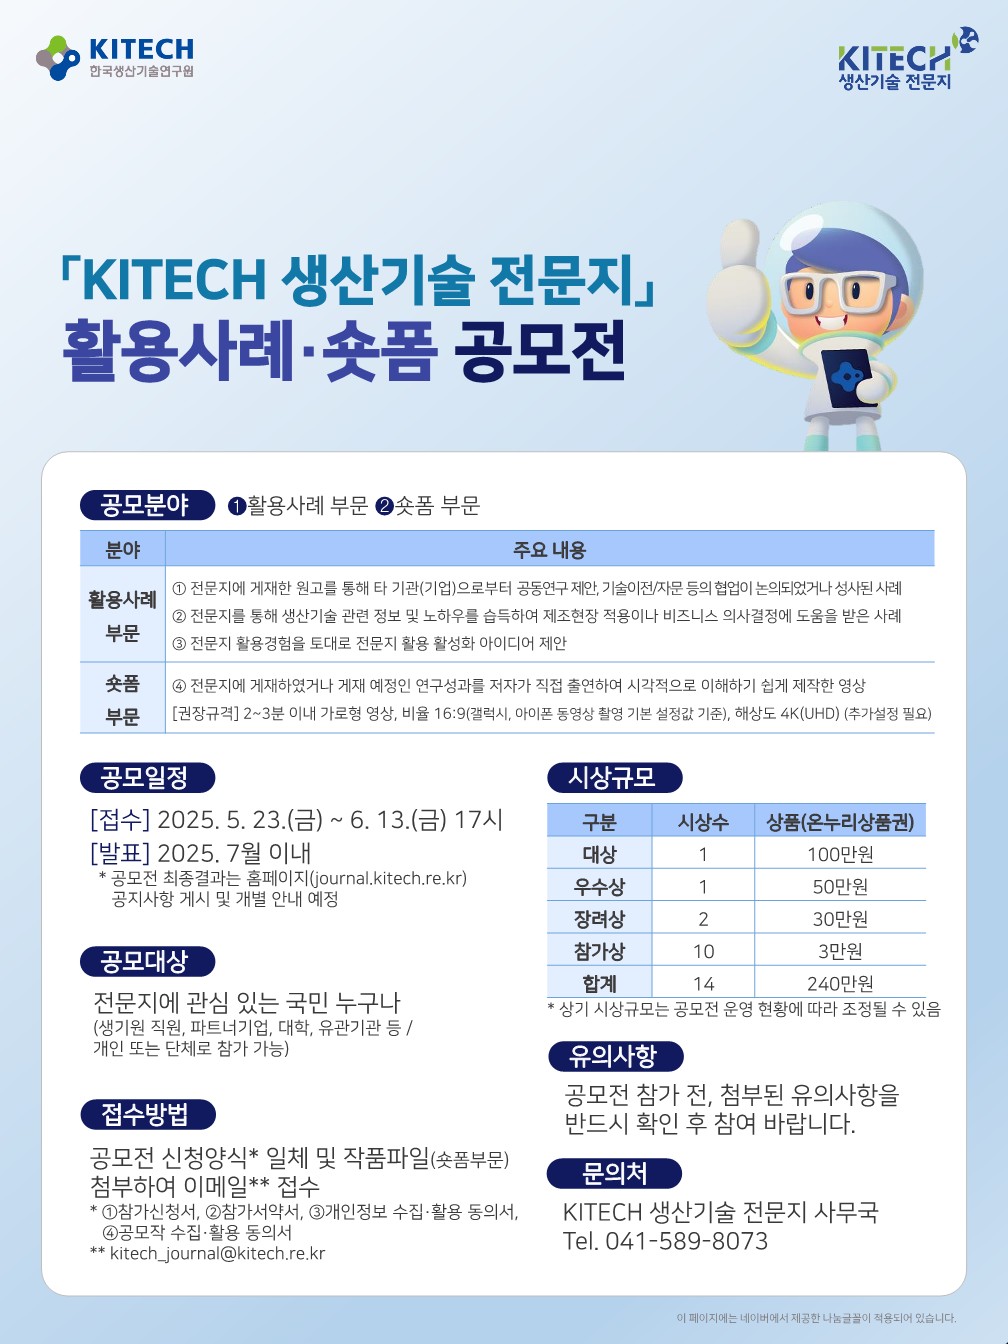 KITECH
한국생산기술연구원
KITECH
생산기술 전문지
「KITECH 생산기술 전문지」
활용사례·숏폼 공모전
공모분야 ❶활용사례 부문 ❷숏폼 부문
분야 주요 내용
활용사례 부문
① 전문지에 게재한 원고를 통해 타 기관(기업)으로부터 공동연구 제안, 기술이전/자문 등의 협업이 논의되었거나 성사된 사례
② 전문지를 통해 생산기술 관련 정보 및 노하우를 습득하여 제조현장 적용이나 비즈니스 의사결정에 도움을 받은 사례
③ 전문지 활용경험을 토대로 전문지 활용 활성화 아이디어 제안
숏폼 부문
④ 전문지에 게재하였거나 게재 예정인 연구성과를 저자가 직접 출연하여 시각적으로 이해하기 쉽게 제작한 영상
[권장규격] 2~3분 이내 가로형 영상, 비율 16:9(갤럭시, 아이폰 동영상 촬영 기본 설정값 기준), 해상도 4K(UHD) (추가설정 필요)
공모일정
[접수] 2025. 5. 23.(금) ~ 6. 13.(금) 17시
[발표] 2025. 7월 이내
* 공모전 최종결과는 홈페이지(journal.kitech.re.kr)
공지사항 게시 및 개별 안내 예정
공모대상
전문지에 관심 있는 국민 누구나
(생기원 직원, 파트너기업, 대학, 유관기관 등 /
개인 또는 단체로 참가 가능)
접수방법
공모전 신청양식* 일체 및 작품파일(숏폼부문)
첨부하여 이메일** 접수
* ①참가신청서, ②참가서약서, ③개인정보 수집·활용 동의서,
④공모작 수집·활용 동의서
** kitech_journal@kitech.re.kr
시상규모
구분 시상수 상품(온누리상품권)
대상 1 100만원
우수상 1 50만원
장려상 2 30만원
참가상 10 3만원
합계 14 240만원
* 상기 시상규모는 공모전 운영 현황에 따라 조정될 수 있음
유의사항
공모전 참가 전, 첨부된 유의사항을
반드시 확인 후 참여 바랍니다.
문의처
KITECH 생산기술 전문지 사무국
Tel. 041-589-8073
이 페이지에는 네이버에서 제공한 나눔글꼴이 적용되어 있습니다.